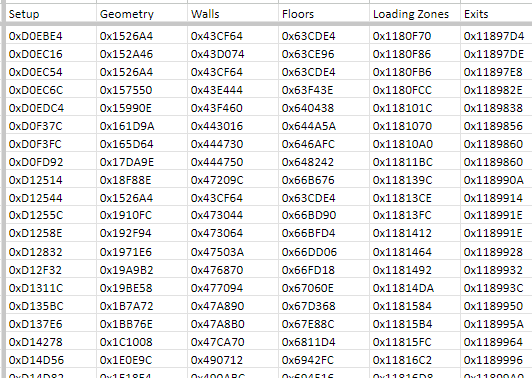 Setup Geometry Walls Floors Loading Zones Exits
0xD0EBE4 0x1526A4 0x43CF64 0x63CDE4 0x1180F70 0x11897D4
0xD0EC16 0x152A46 0x43D074 0x63CE96 0x1180F86 0x11897DE
0xD0EC54 0x1526A4 0x43CF64 0x63CDE4 0x1180FB6 0x11897E8
0xD0EC6C 0x157550 0x43E444 0x63F43E 0x1180FCC 0x118982E
0xD0EDC4 0x15990E 0x43F460 0x640438 0x118101C 0x1189838
0xD0F37C 0x161D9A 0x443016 0x644A5A 0x1181070 0x1189856
0xD0F3FC 0x165D64 0x444730 0x646AFC 0x11810A0 0x1189860
0xD0FD92 0x17DA9E 0x444750 0x648242 0x11811BC 0x1189860
0xD12514 0x18F88E 0x47209C 0x66B676 0x118139C 0x118990A
0xD12544 0x1526A4 0x43CF64 0x63CDE4 0x11813CE 0x1189914
0xD1255C 0x1910FC 0x473044 0x66BD90 0x11813FC 0x118991E
0xD1258E 0x192F94 0x473064 0x66BFD4 0x1181412 0x118991E
0xD12832 0x1971E6 0x47503A 0x66DD06 0x1181464 0x1189928
0xD12F32 0x19A9B2 0x476870 0x66FD18 0x1181492 0x1189932
0xD1311C 0x19BE58 0x477094 0x67060E 0x11814DA 0x118993C
0xD135BC 0x1B7A72 0x47A890 0x67D368 0x1181584 0x1189950
0xD137E6 0x1BB76E 0x47A8B0 0x67E88C 0x11815B4 0x118995A
0xD14278 0x1C1008 0x47CA70 0x6811D4 0x11815FC 0x1189964
0xD14D56 0x1E0E9C 0x490712 0x6942FC 0x11816C2 0x1189996